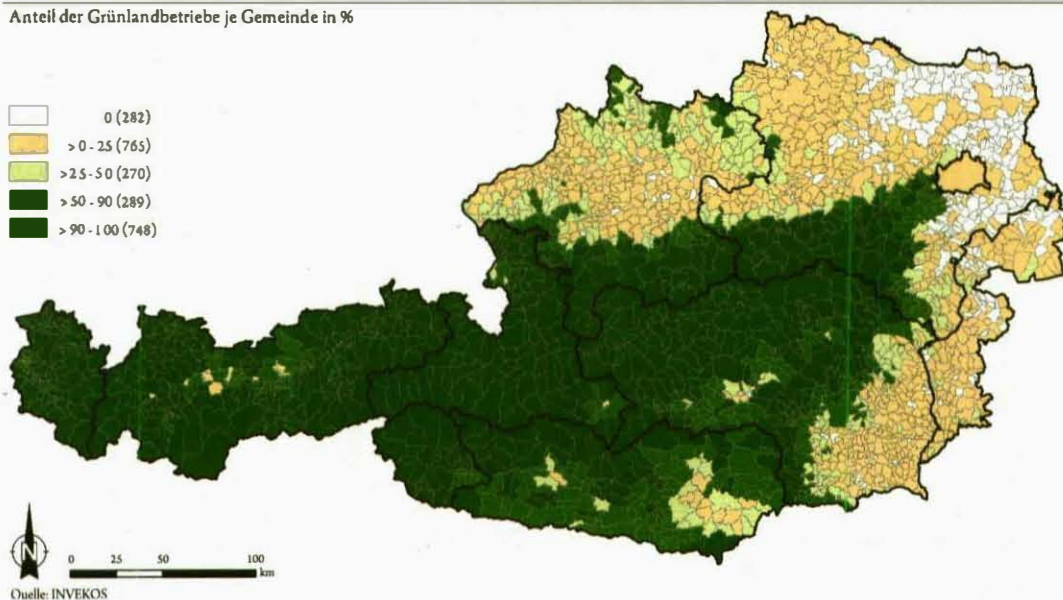 Anteil der Grünlandbetriebe je Gemeinde in %
0 (282)
> 0 - 25 (765)
>25-50 (270)
> 50 - 90 (289)
> 90 - 100 (748)
N
0 25 50 100
km
Quelle: INVEKOS